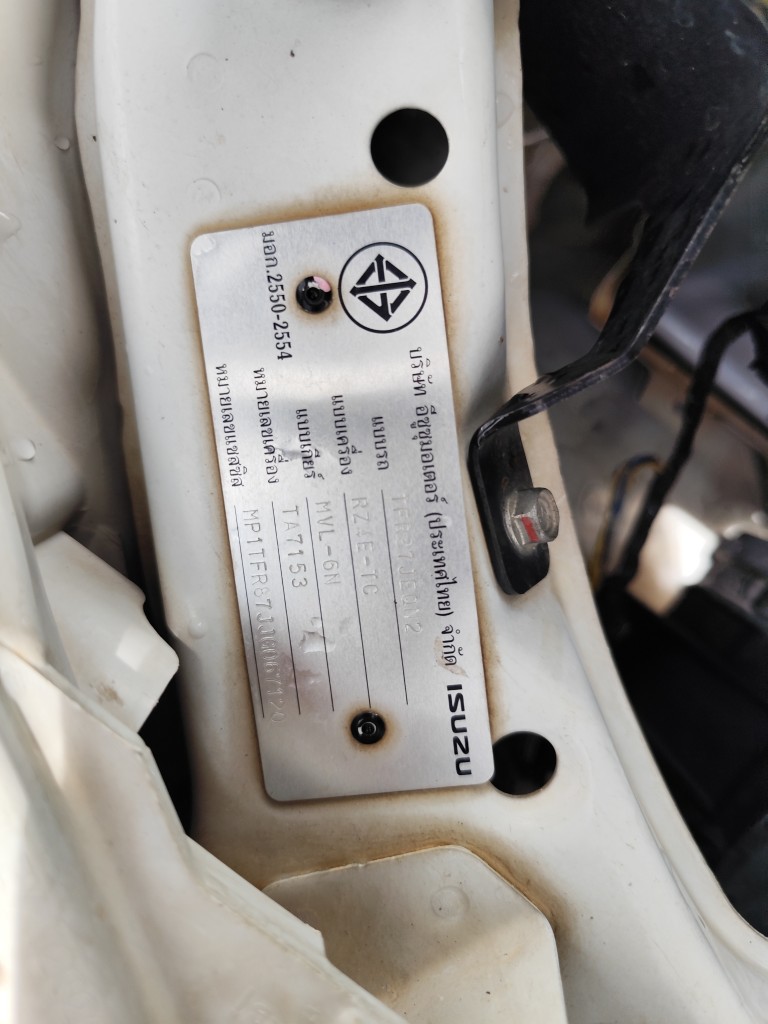 มอก.2550-2554
บริษัท อีซูซุมอเตอร์ (ประเทศไทย) จำกัด ISUZU
แบบรถ
แบบเครื่อง RZ4E-TC
แบบเกียร์ MVL-6N
หมายเลขเครื่อง TA7153
หมายเลขแชสซิส